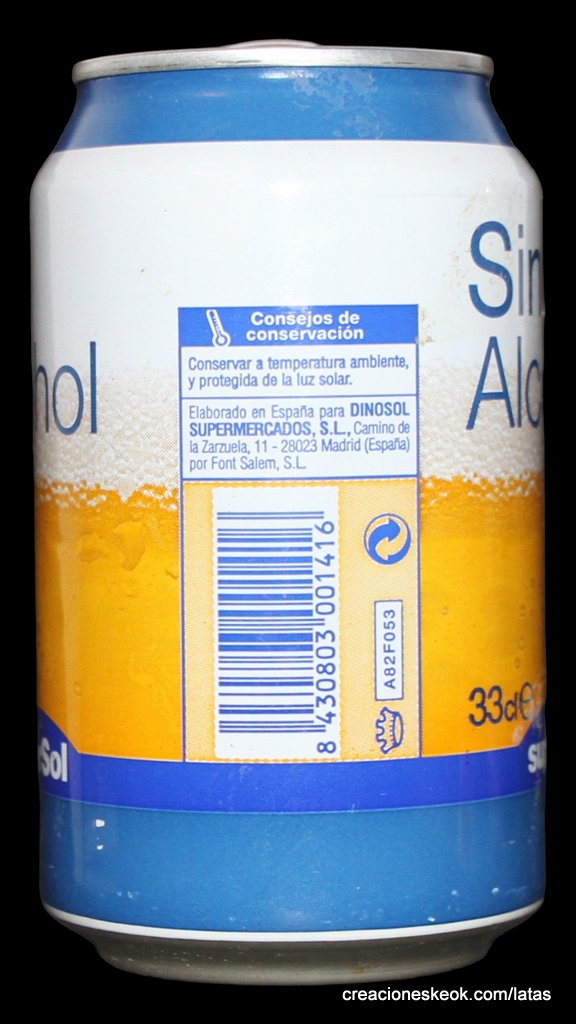 Consejos de
conservación
Conservar a temperatura ambiente,
y protegida de la luz solar.
Elaborado en España para DINOSOL
SUPERMERCADOS, S.L., Camino de
la Zarzuela, 11 - 28023 Madrid (España)
por Font Salem, S.L.
8 430803 001416
A82F053
hol
Sin
Alc
33cl e
Sol
su
creacioneskeok.com/latas